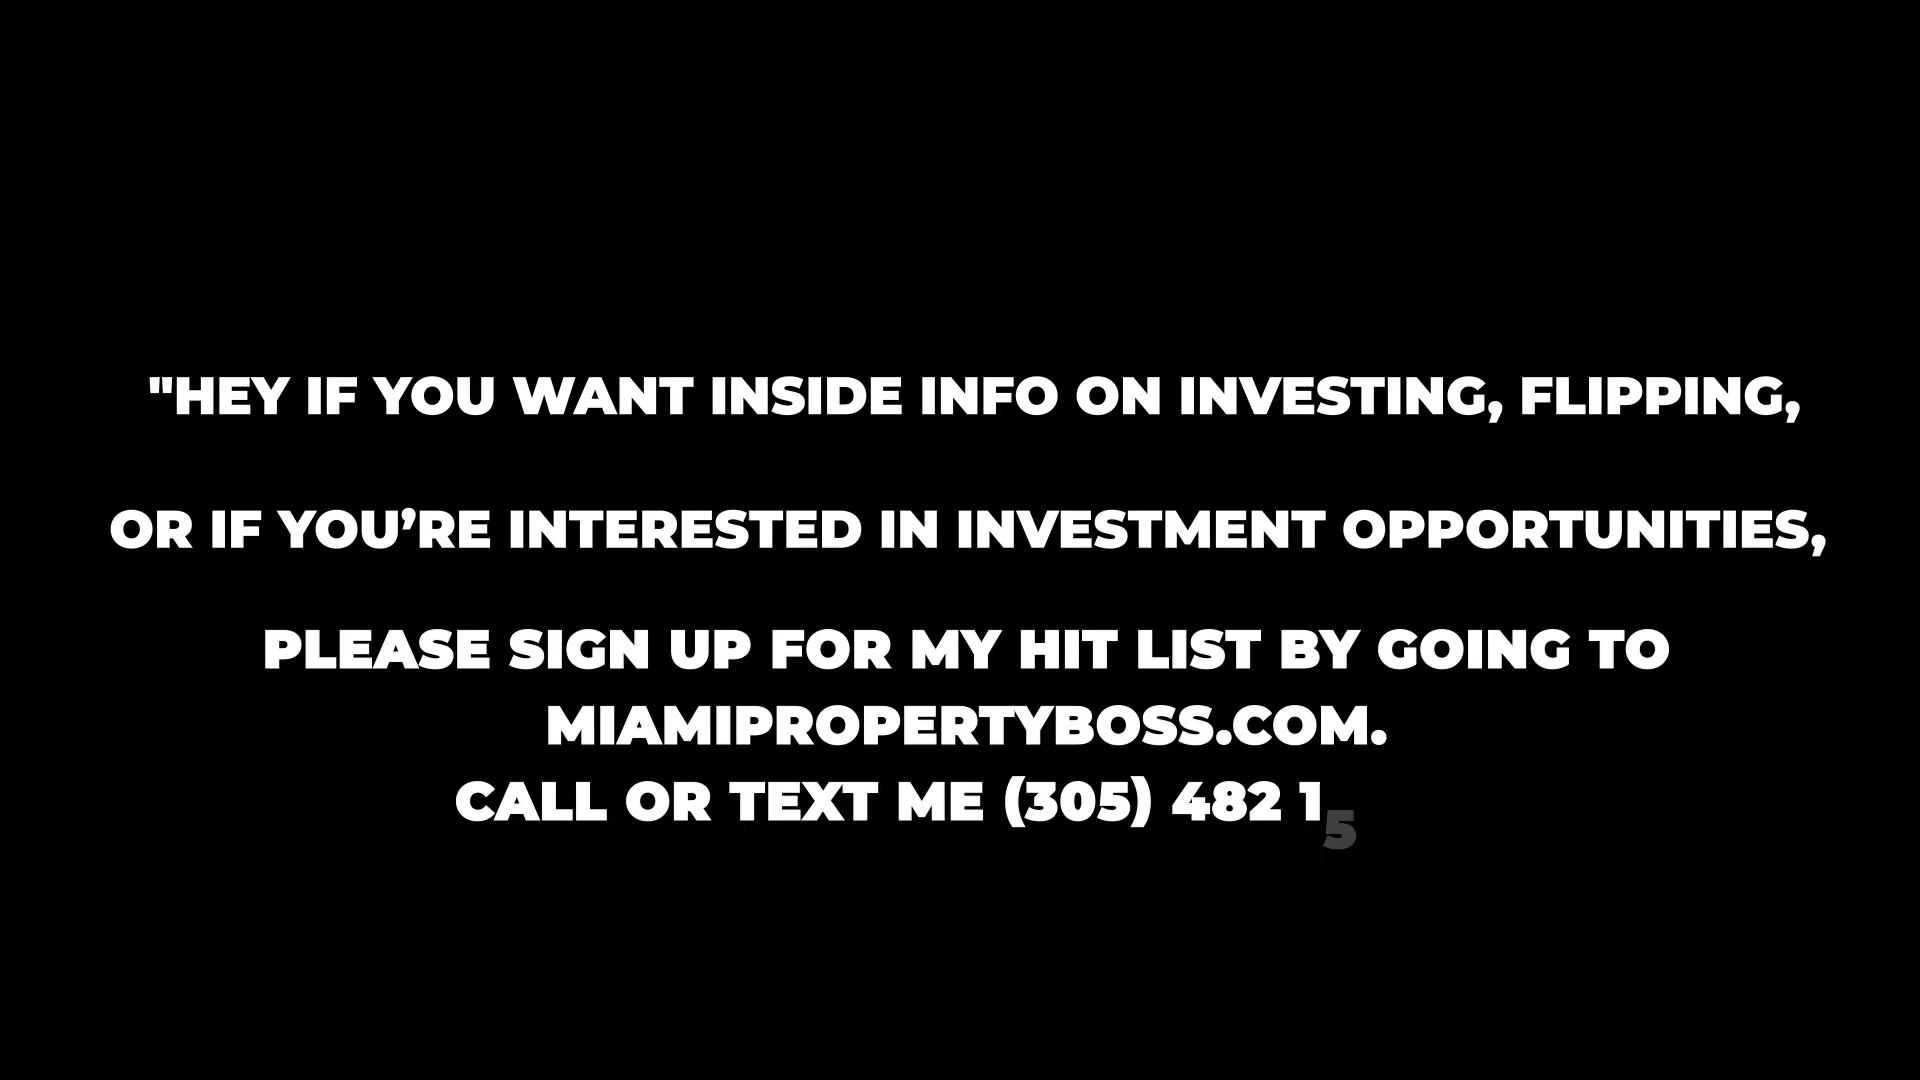 "HEY IF YOU WANT INSIDE INFO ON INVESTING, FLIPPING,
OR IF YOU’RE INTERESTED IN INVESTMENT OPPORTUNITIES,
PLEASE SIGN UP FOR MY HIT LIST BY GOING TO
MIAMIPROPERTYBOSS.COM.
CALL OR TEXT ME (305) 482 15